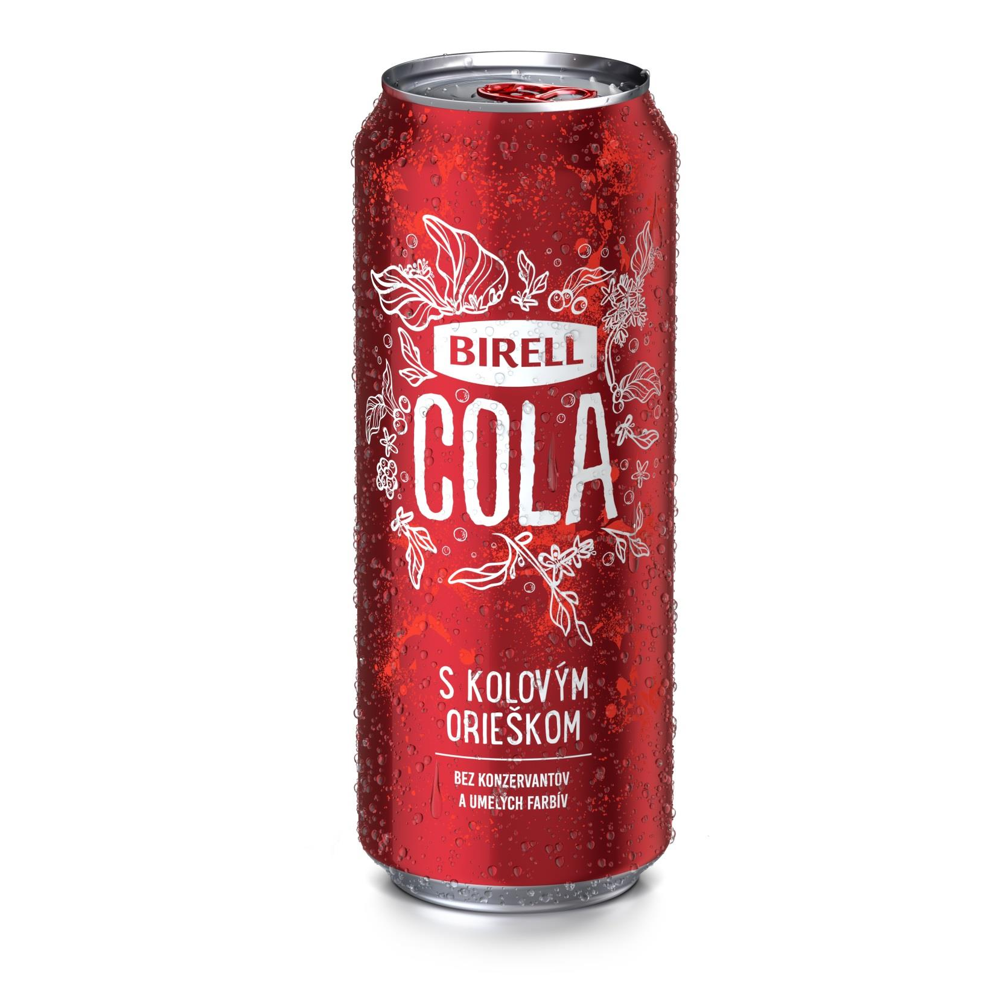 BIRELL
COLA
S KOLOVÝM
ORIEŠKOM
BEZ KONZERVANTOV
A UMELÝCH FARBÍV